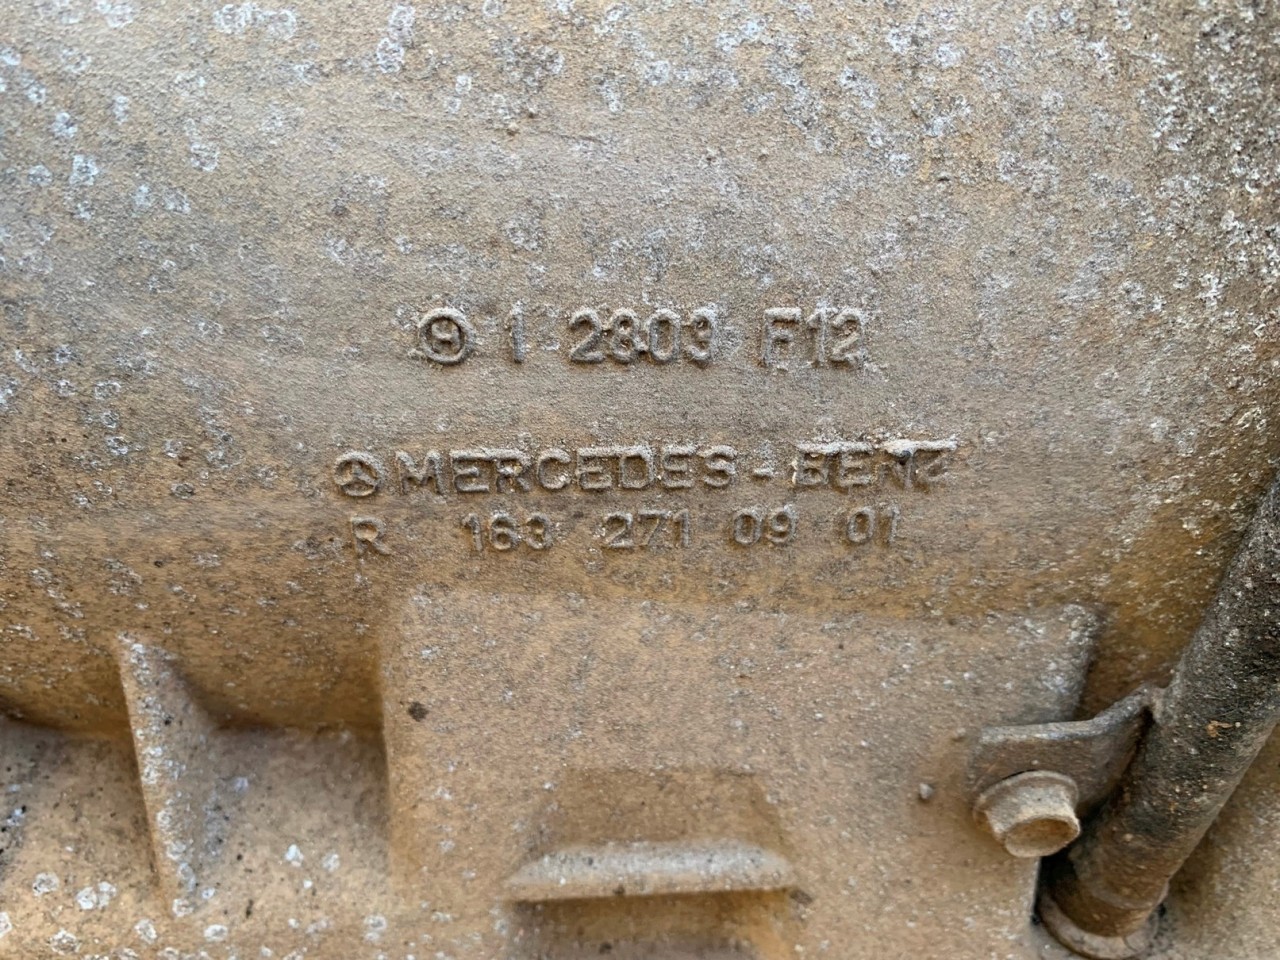 H 1 2803 F12
MERCEDES-BENZ
R 163 271 09 01